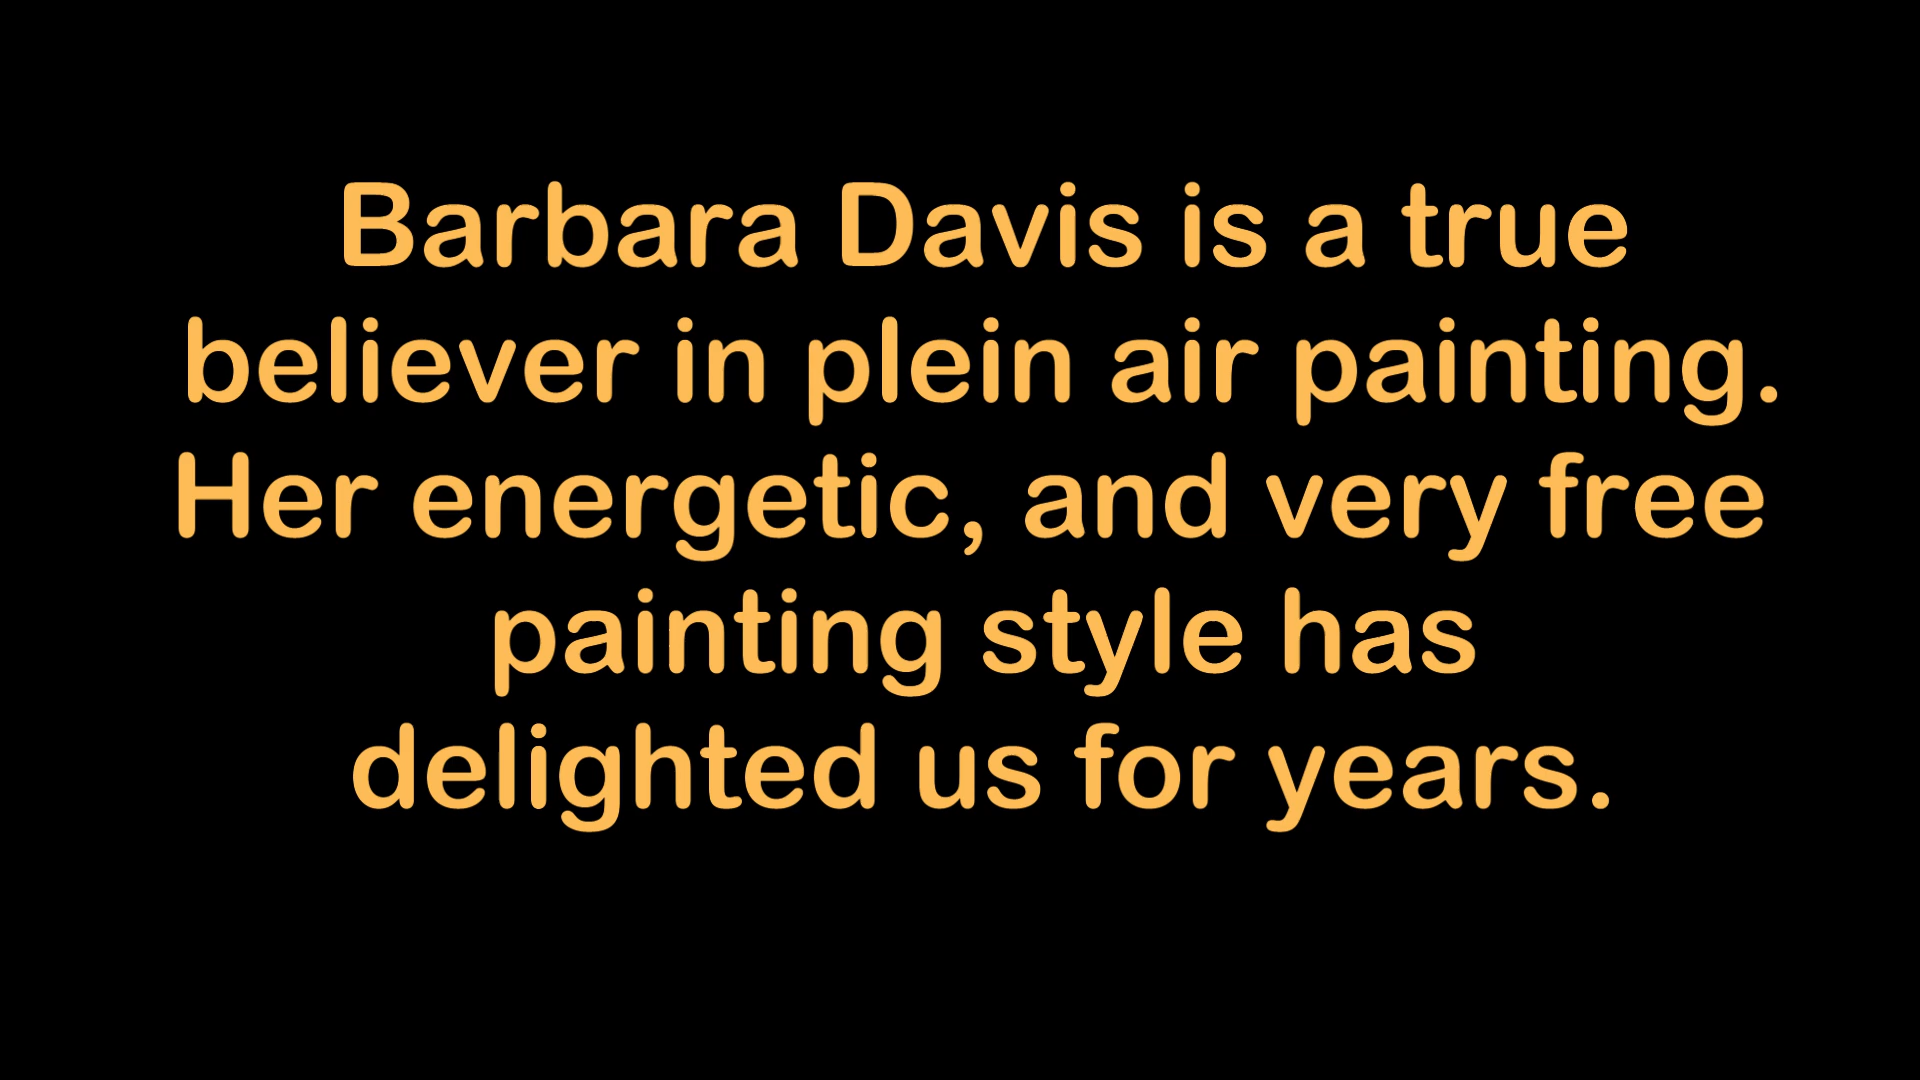 Barbara Davis is a true
believer in plein air painting.
Her energetic, and very free
painting style has
delighted us for years.